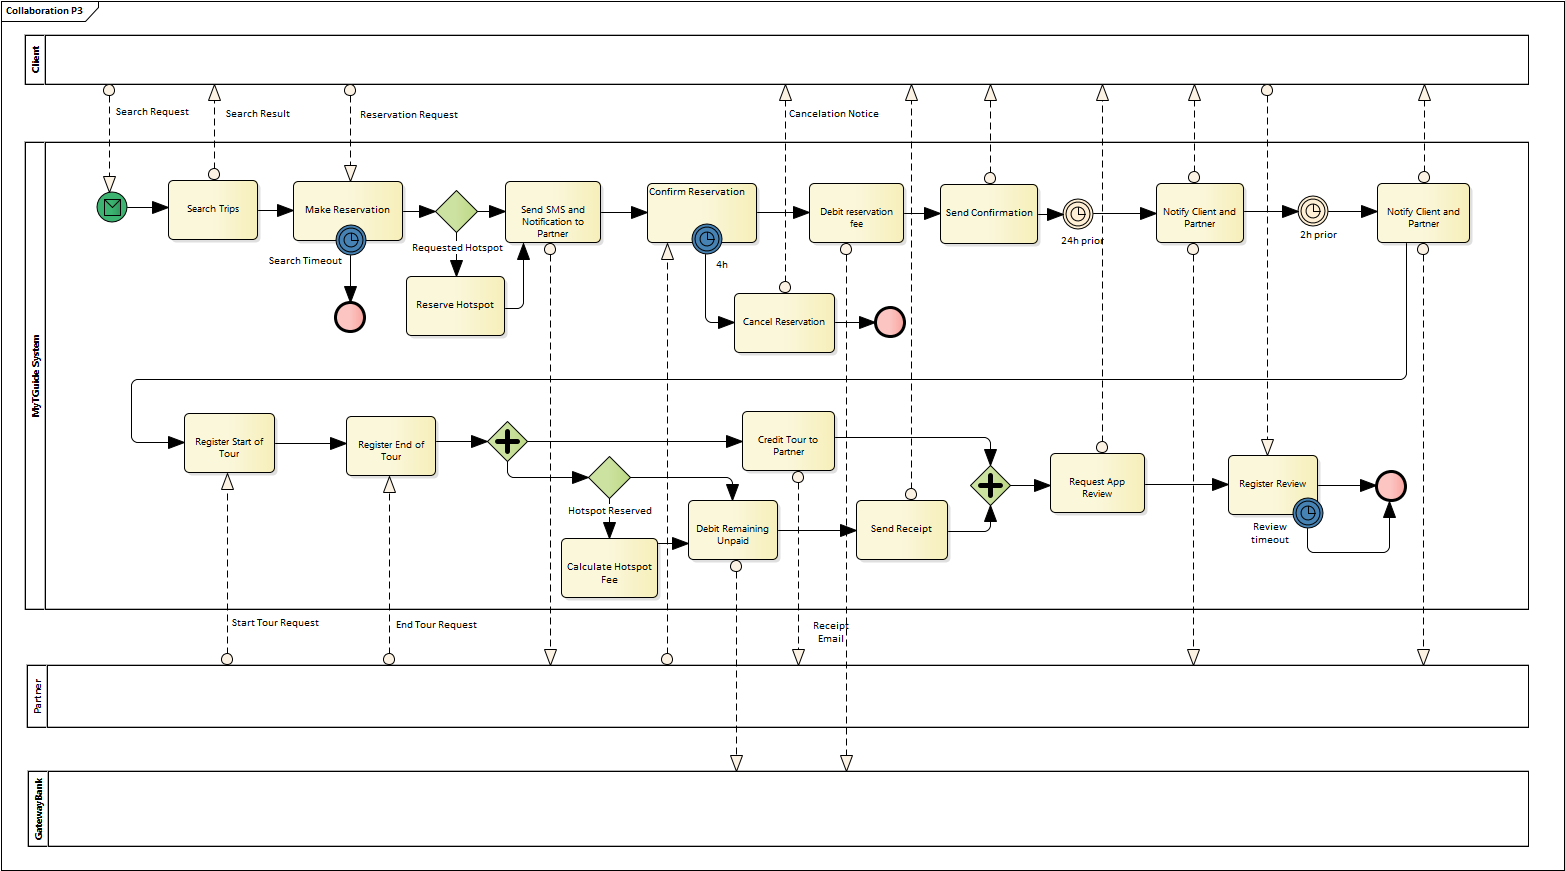 Collaboration P3
Client
Search Request
Search Result
Reservation Request
Cancelation Notice
MyTGuide System
Search Trips
Make Reservation
Search Timeout
Requested Hotspot
Reserve Hotspot
Send SMS and
Notification to
Partner
Confirm Reservation
4h
Cancel Reservation
Debit reservation
fee
Send Confirmation
24h prior
Notify Client and
Partner
2h prior
Notify Client and
Partner
Register Start of
Tour
Register End of
Tour
Hotspot Reserved
Calculate Hotspot
Fee
Credit Tour to
Partner
Debit Remaining
Unpaid
Send Receipt
Request App
Review
Register Review
Review
timeout
Start Tour Request
End Tour Request
Receipt
Email
Partner
GatewayBank